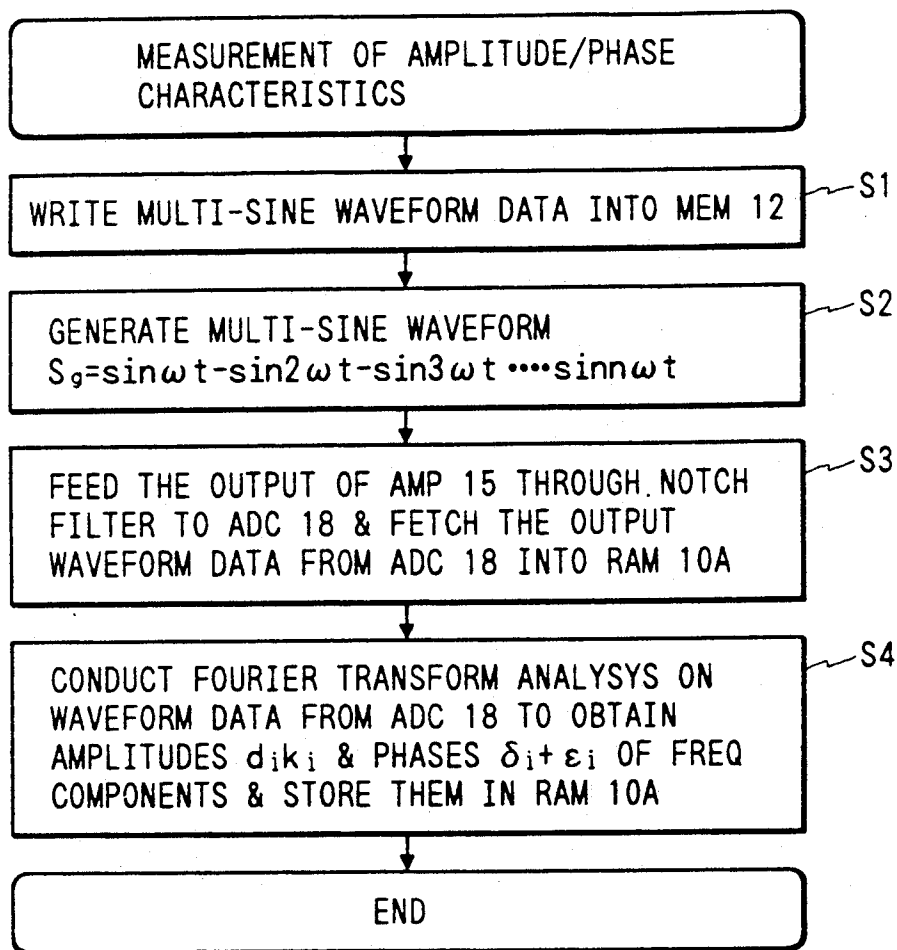 MEASUREMENT OF AMPLITUDE/PHASE
CHARACTERISTICS
WRITE MULTI-SINE WAVEFORM DATA INTO MEM 12
S1
GENERATE MULTI-SINE WAVEFORM
Sg=sinωt-sin2ωt-sin3ωt ····sinnωt
S2
FEED THE OUTPUT OF AMP 15 THROUGH NOTCH
FILTER TO ADC 18 & FETCH THE OUTPUT
WAVEFORM DATA FROM ADC 18 INTO RAM 10A
S3
CONDUCT FOURIER TRANSFORM ANALYSYS ON
WAVEFORM DATA FROM ADC 18 TO OBTAIN
AMPLITUDES diki & PHASES δi+εi OF FREQ
COMPONENTS & STORE THEM IN RAM 10A
S4
END